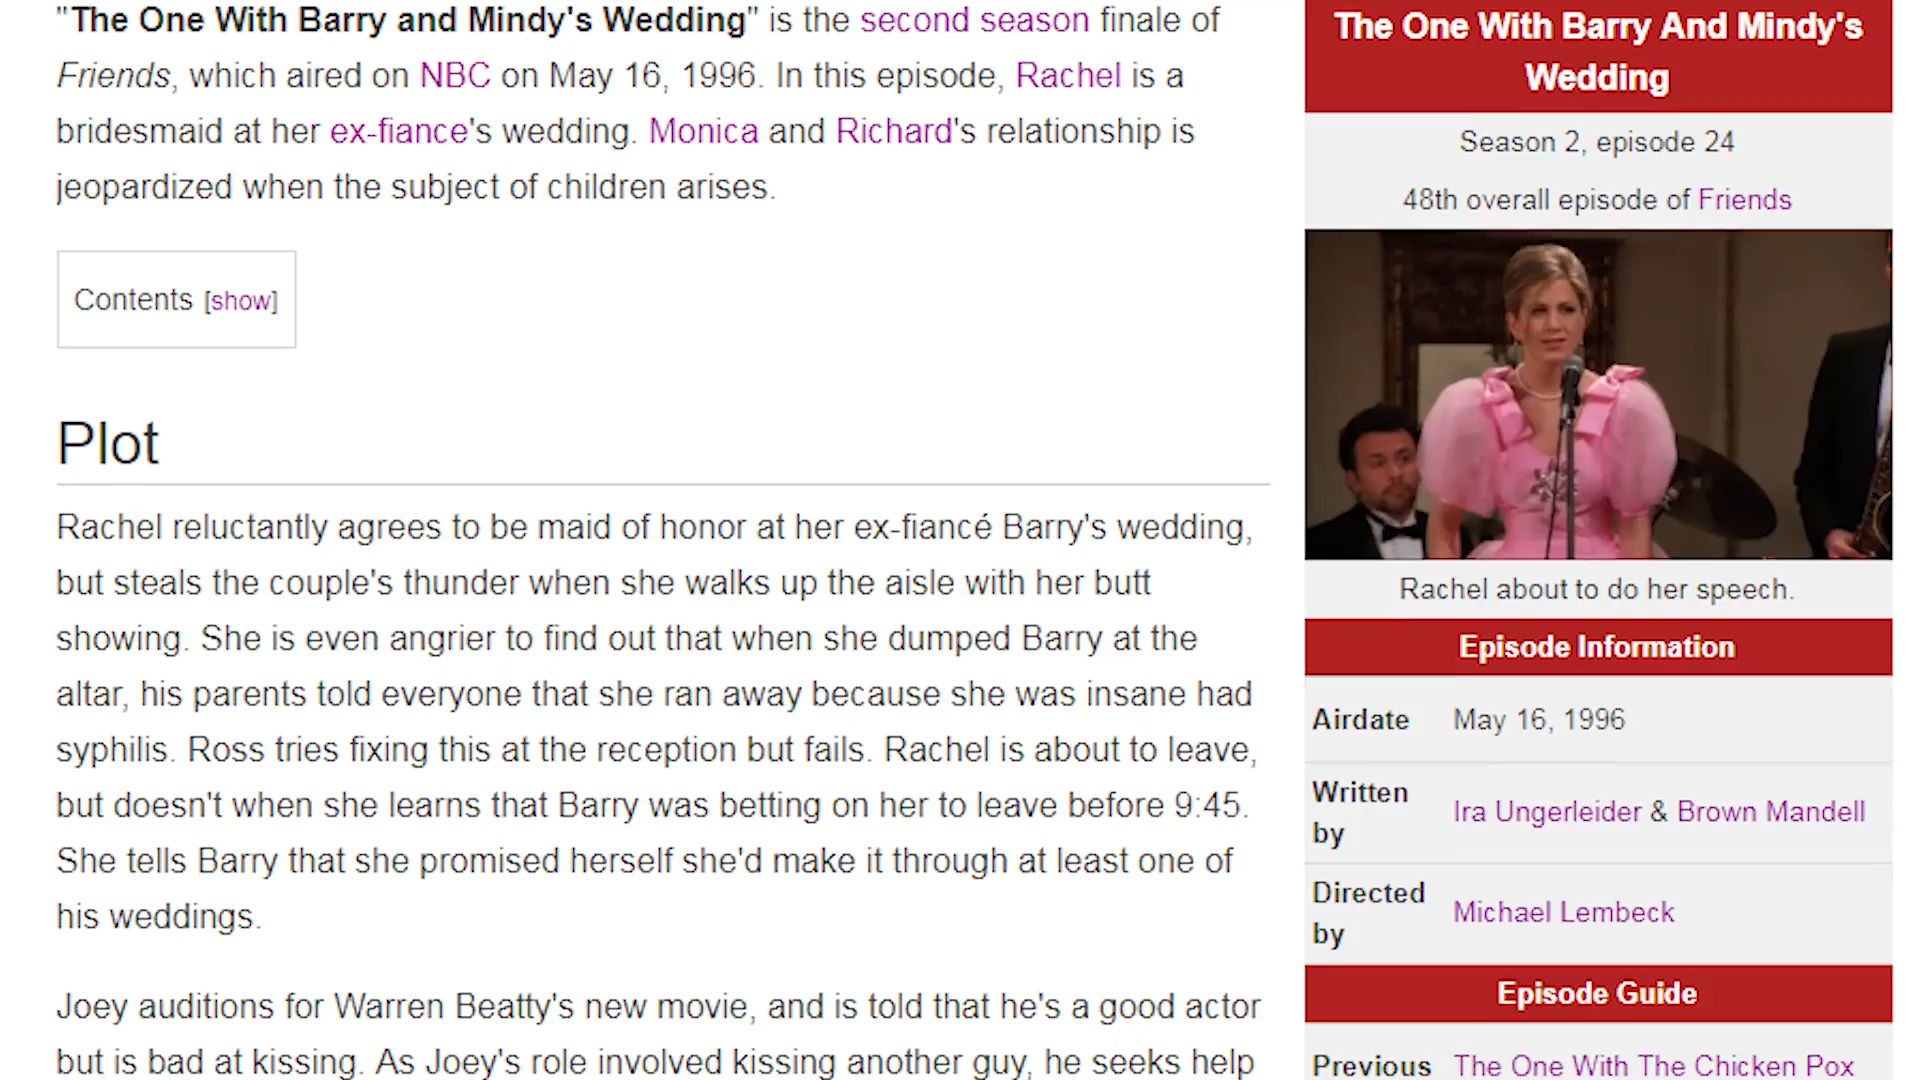 "The One With Barry and Mindy's Wedding" is the second season finale of
Friends, which aired on NBC on May 16, 1996. In this episode, Rachel is a
bridesmaid at her ex-fiance's wedding. Monica and Richard's relationship is
jeopardized when the subject of children arises.
Contents [show]
Plot
Rachel reluctantly agrees to be maid of honor at her ex-fiancé Barry's wedding,
but steals the couple's thunder when she walks up the aisle with her butt
showing. She is even angrier to find out that when she dumped Barry at the
altar, his parents told everyone that she ran away because she was insane had
syphilis. Ross tries fixing this at the reception but fails. Rachel is about to leave,
but doesn't when she learns that Barry was betting on her to leave before 9:45.
She tells Barry that she promised herself she'd make it through at least one of
his weddings.
Joey auditions for Warren Beatty's new movie, and is told that he's a good actor
but is bad at kissing. As Joey's role involved kissing another guy, he seeks help
The One With Barry And Mindy's
Wedding
Season 2, episode 24
48th overall episode of Friends
Rachel about to do her speech.
Episode Information
Airdate May 16, 1996
Written
by
Ira Ungerleider & Brown Mandell
Directed
by
Michael Lembeck
Episode Guide
Previous The One With The Chicken Pox